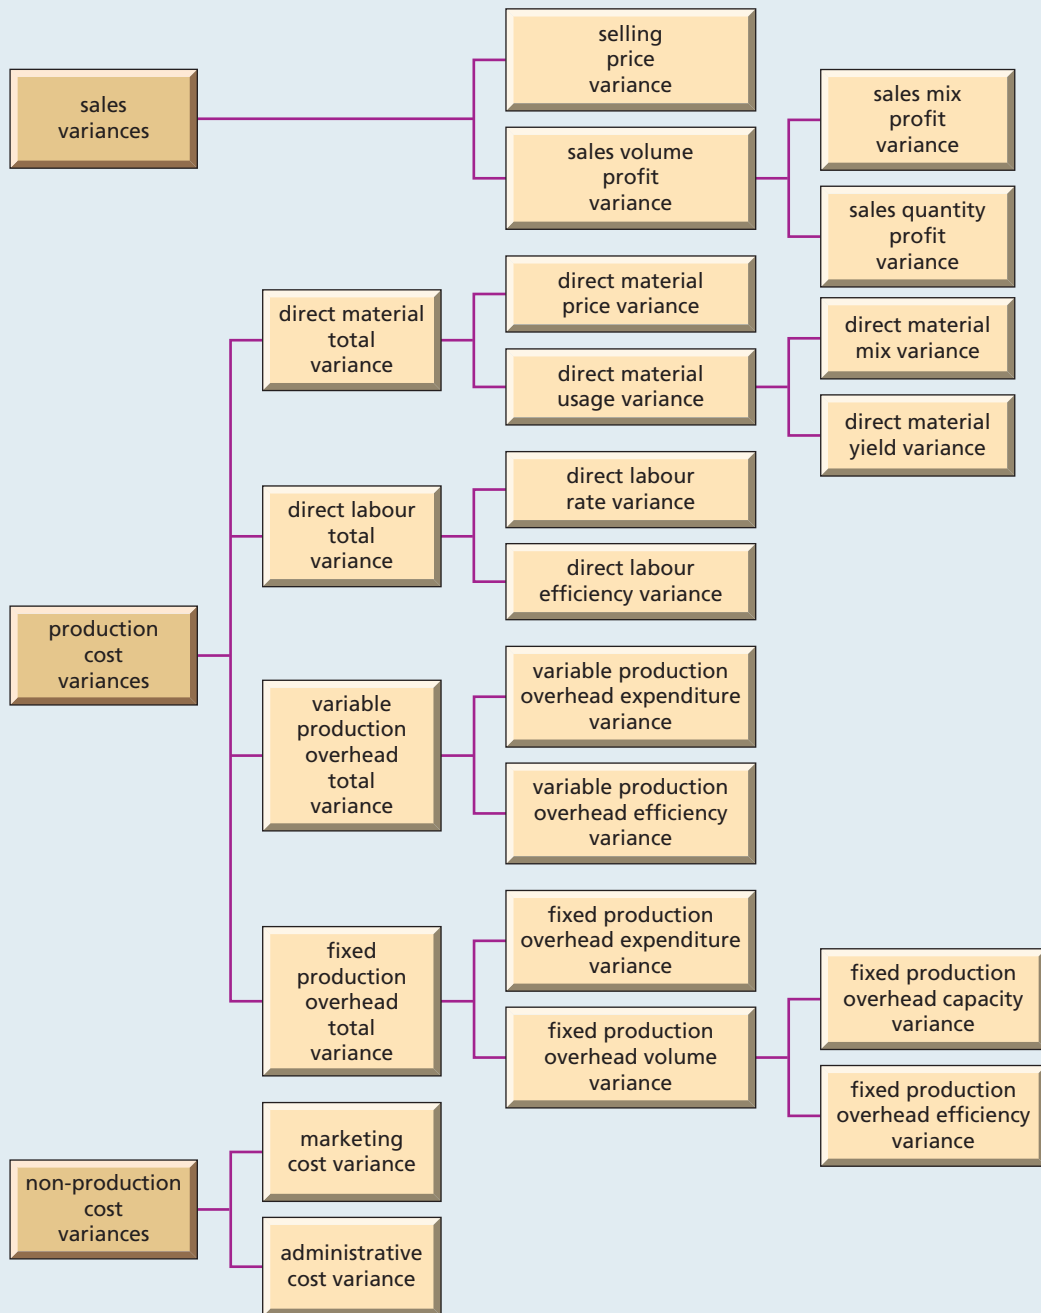 sales
variances
selling
price
variance
sales volume
profit
variance
sales mix
profit
variance
sales quantity
profit
variance
production
cost
variances
direct material
total
variance
direct material
price variance
direct material
usage variance
direct material
mix variance
direct material
yield variance
direct labour
total
variance
direct labour
rate variance
direct labour
efficiency variance
variable
production
overhead
total
variance
variable production
overhead expenditure
variance
variable production
overhead efficiency
variance
fixed
production
overhead
total
variance
fixed production
overhead expenditure
variance
fixed production
overhead volume
variance
fixed production
overhead capacity
variance
fixed production
overhead efficiency
variance
non-production
cost
variances
marketing
cost variance
administrative
cost variance